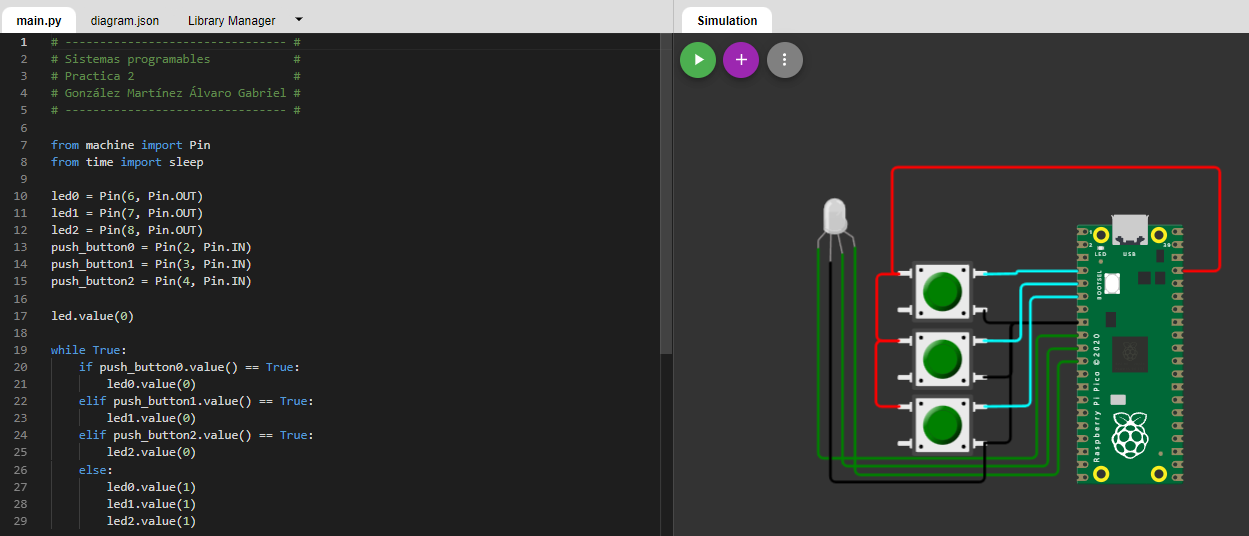 main.py diagram.json Library Manager
Simulation
1 # -------------------------------- #
2 # Sistemas programables #
3 # Practica 2 #
4 # González Martínez Álvaro Gabriel #
5 # -------------------------------- #
6
7 from machine import Pin
8 from time import sleep
9
10 led0 = Pin(6, Pin.OUT)
11 led1 = Pin(7, Pin.OUT)
12 led2 = Pin(8, Pin.OUT)
13 push_button0 = Pin(2, Pin.IN)
14 push_button1 = Pin(3, Pin.IN)
15 push_button2 = Pin(4, Pin.IN)
16
17 led.value(0)
18
19 while True:
20 if push_button0.value() == True:
21 led0.value(0)
22 elif push_button1.value() == True:
23 led1.value(0)
24 elif push_button2.value() == True:
25 led2.value(0)
26 else:
27 led0.value(1)
28 led1.value(1)
29 led2.value(1)
1
2
39
LED
USB
BOOTSEL
Raspberry Pi Pico ©2020